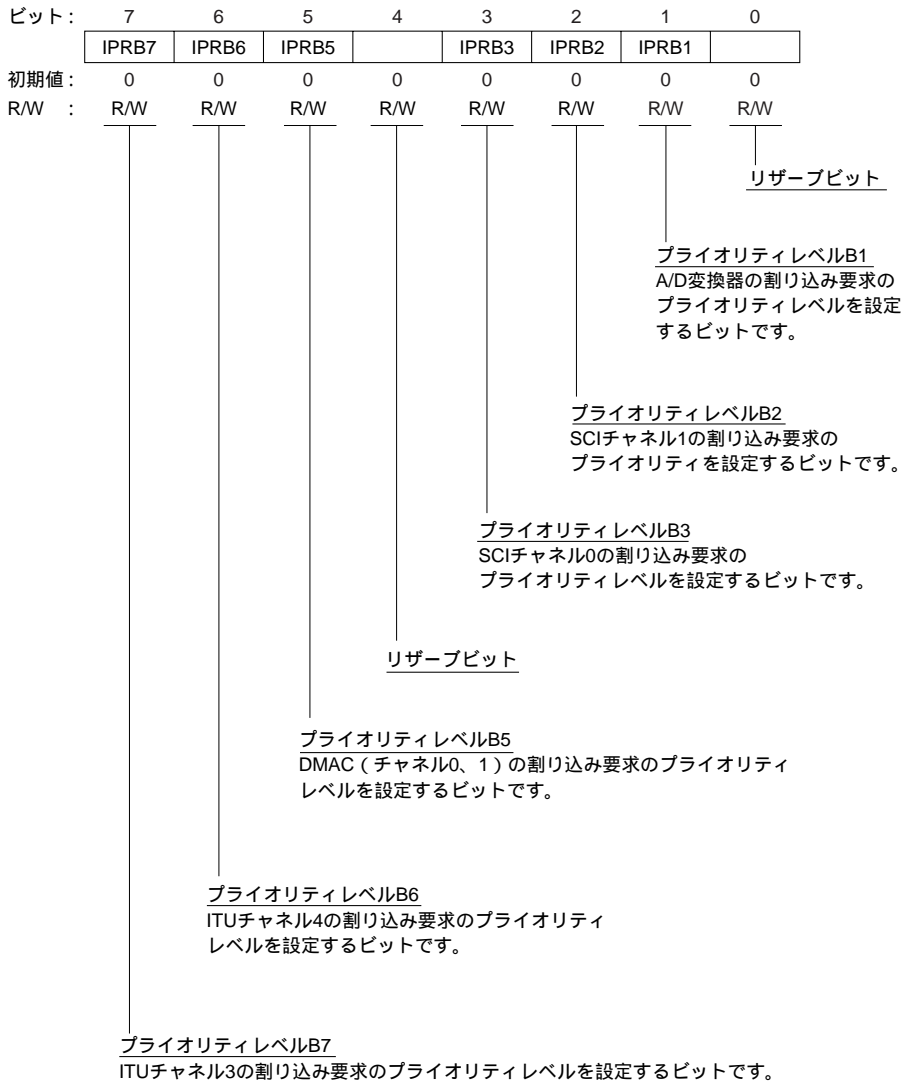 ビット: 7 6 5 4 3 2 1 0
IPRB7 IPRB6 IPRB5 IPRB3 IPRB2 IPRB1
初期値: 0 0 0 0 0 0 0 0
R/W : R/W R/W R/W R/W R/W R/W R/W R/W
リザーブビット
プライオリティレベルB1
A/D変換器の割り込み要求の
プライオリティレベルを設定
するビットです。
プライオリティレベルB2
SCIチャネル1の割り込み要求の
プライオリティを設定するビットです。
プライオリティレベルB3
SCIチャネル0の割り込み要求の
プライオリティレベルを設定するビットです。
リザーブビット
プライオリティレベルB5
DMAC(チャネル0、1)の割り込み要求のプライオリティ
レベルを設定するビットです。
プライオリティレベルB6
ITUチャネル4の割り込み要求のプライオリティ
レベルを設定するビットです。
プライオリティレベルB7
ITUチャネル3の割り込み要求のプライオリティレベルを設定するビットです。